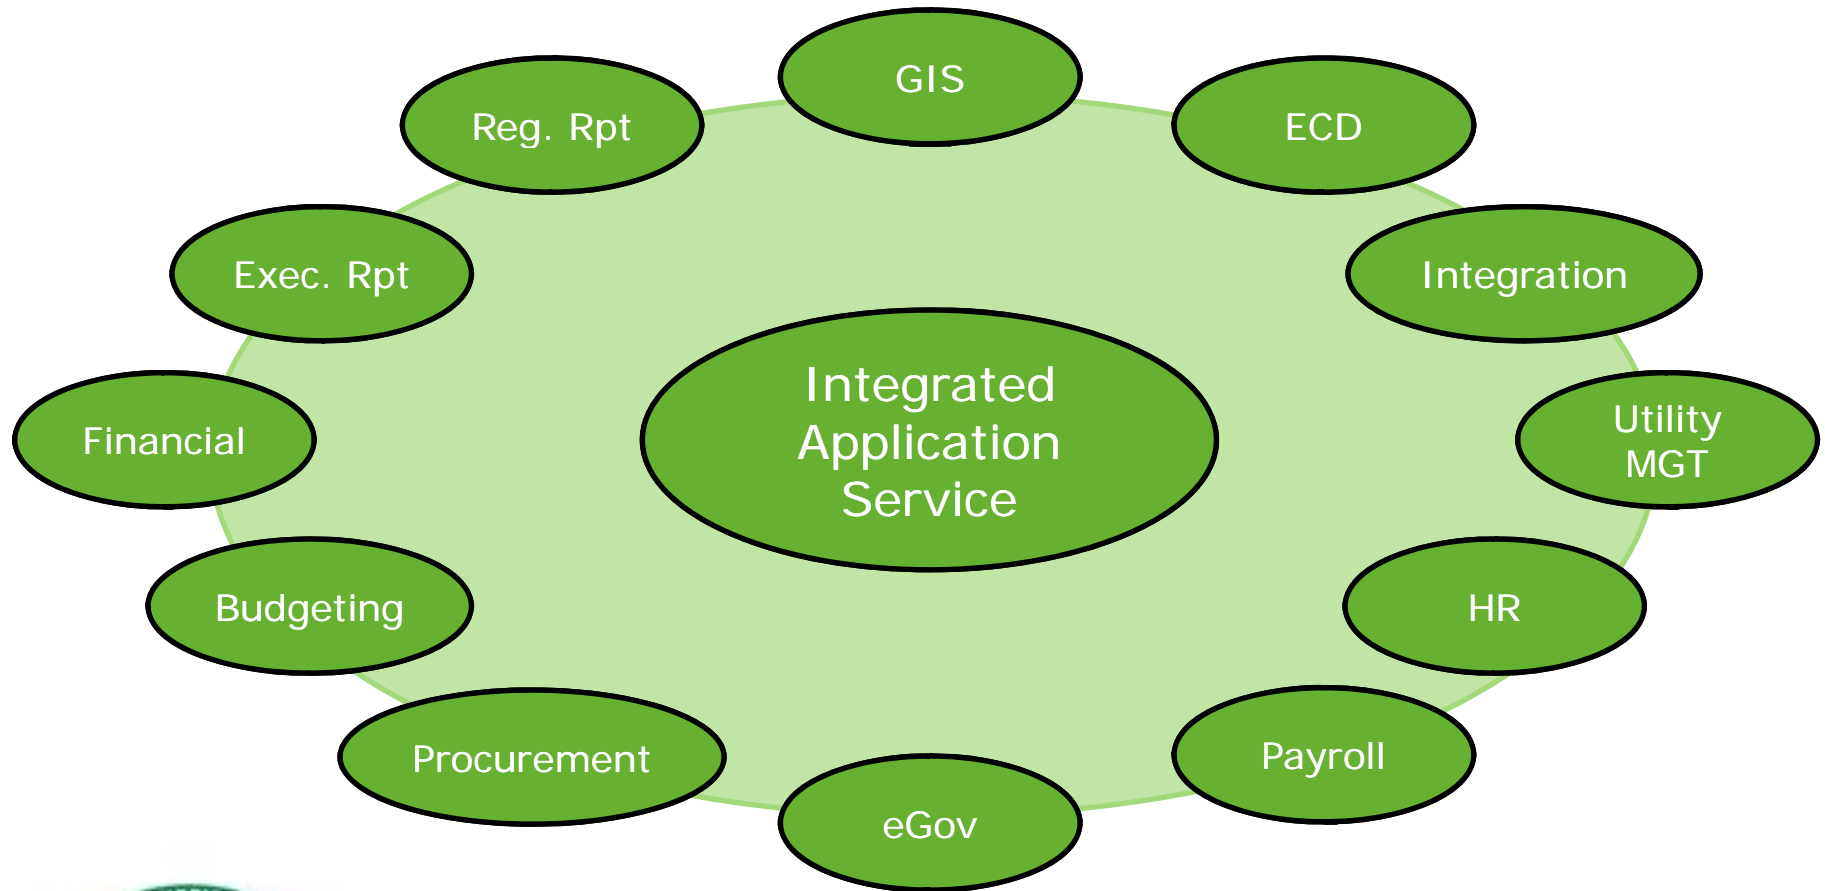 GIS
Reg. Rpt
ECD
Exec. Rpt
Integration
Integrated
Application
Service
Financial
Utility
MGT
Budgeting
HR
Procurement
Payroll
eGov